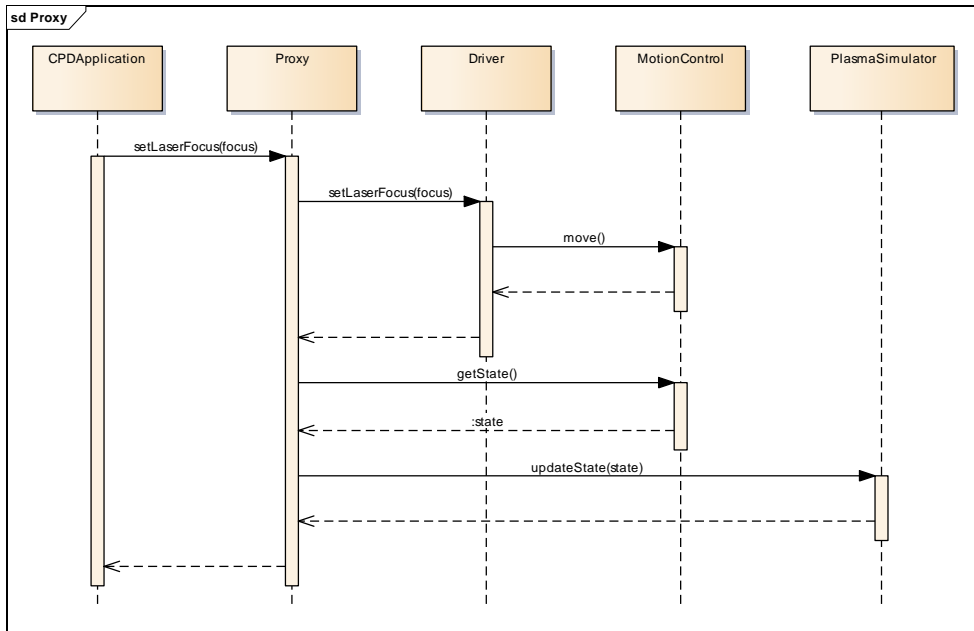 sd Proxy
CPDApplication
Proxy
Driver
MotionControl
PlasmaSimulator
setLaserFocus(focus)
setLaserFocus(focus)
move()
getState()
:state
updateState(state)